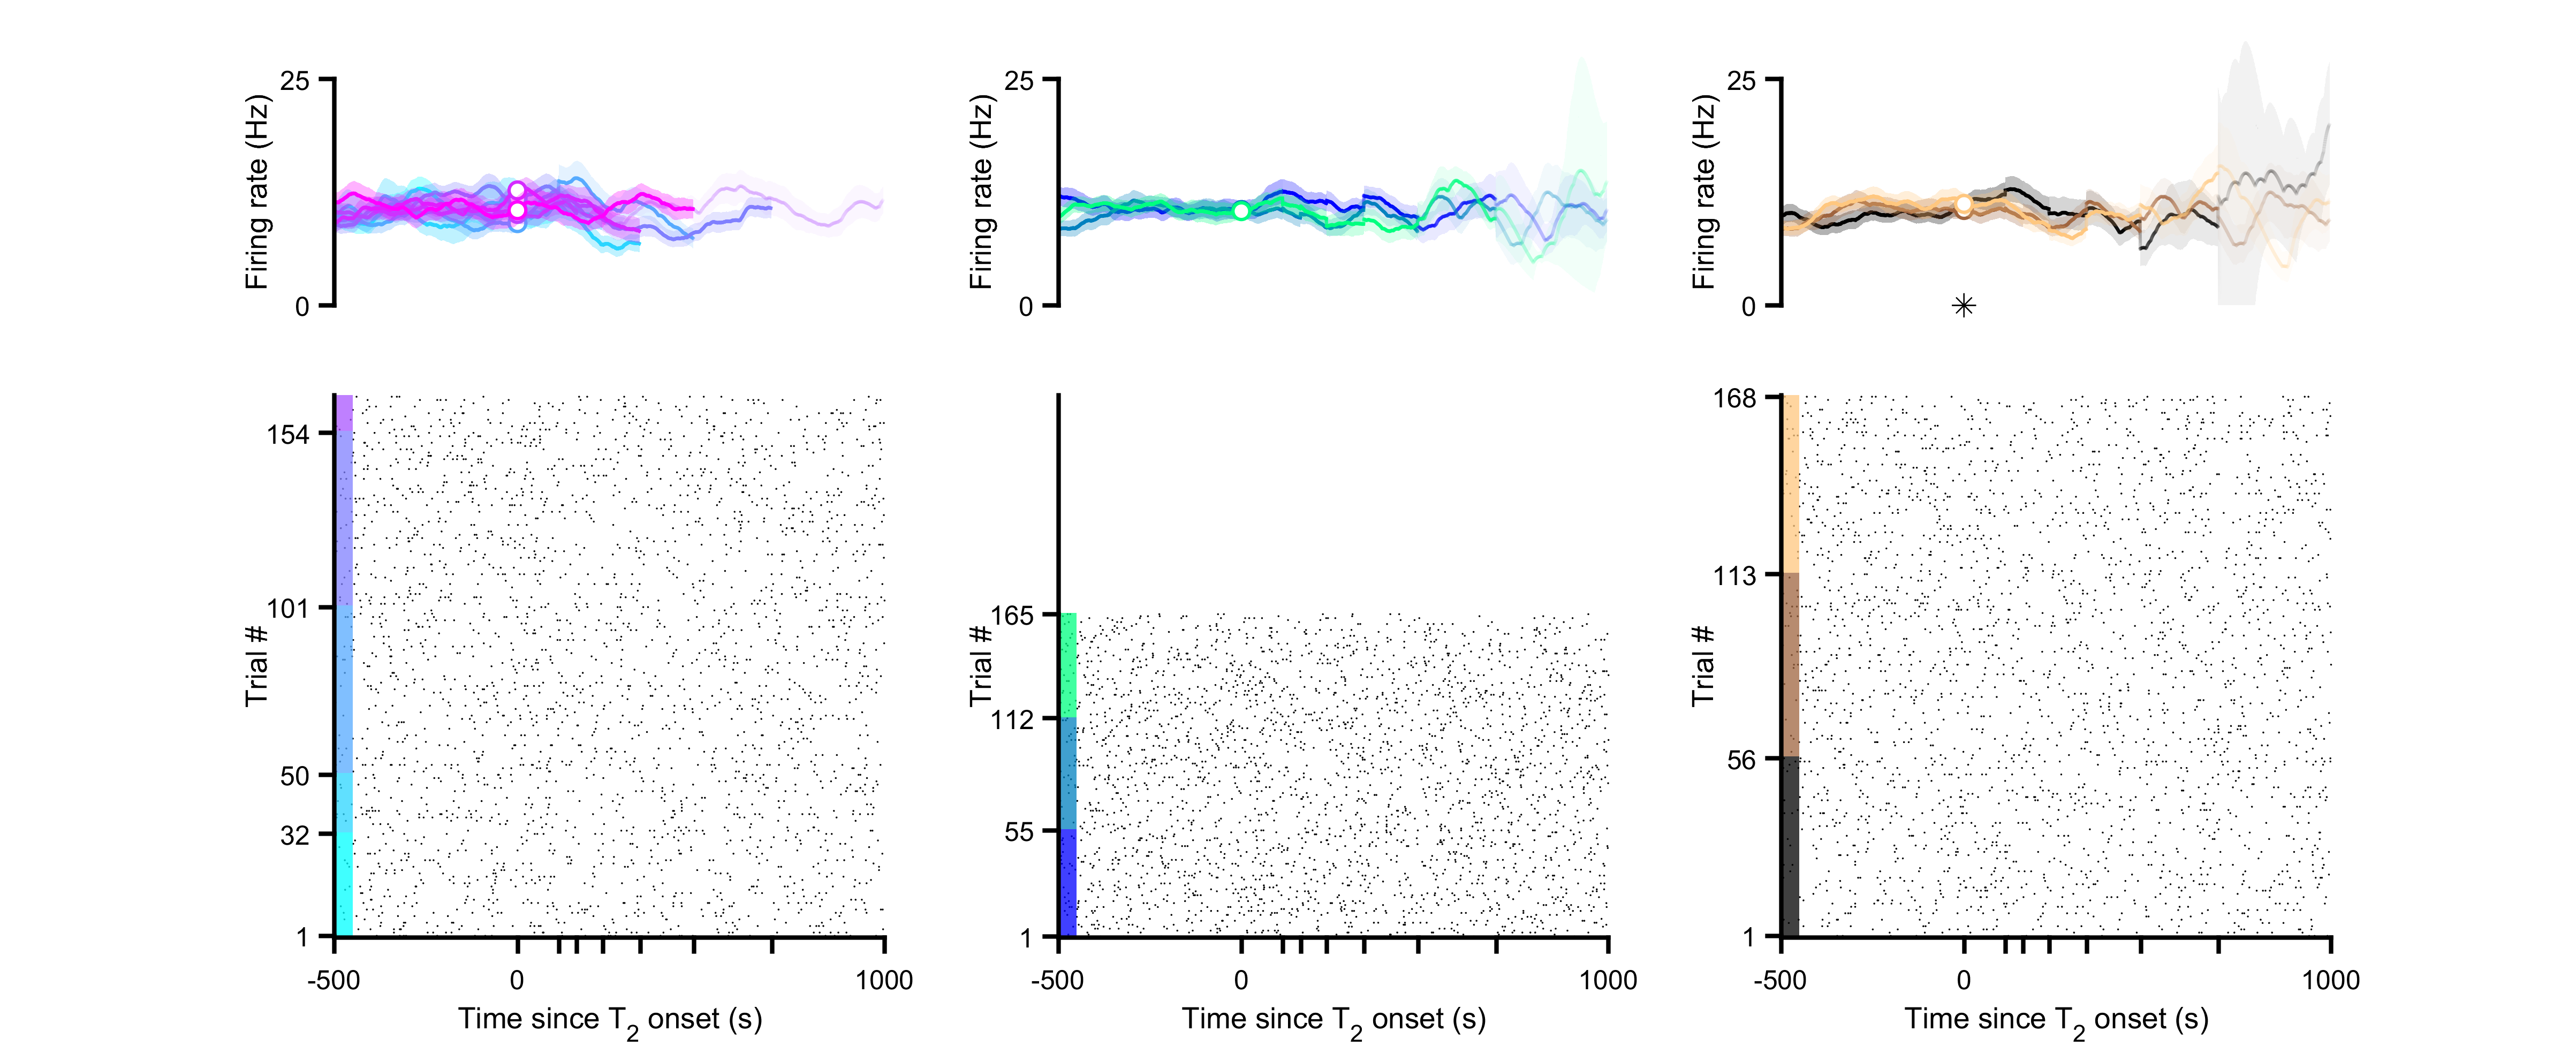 25
Firing rate (Hz)
0
25
Firing rate (Hz)
0
25
Firing rate (Hz)
0
154
101
50
32
1
Trial #
-500 0 1000
Time since T2 onset (s)
165
112
55
1
Trial #
-500 0 1000
Time since T2 onset (s)
168
113
56
1
Trial #
-500 0 1000
Time since T2 onset (s)